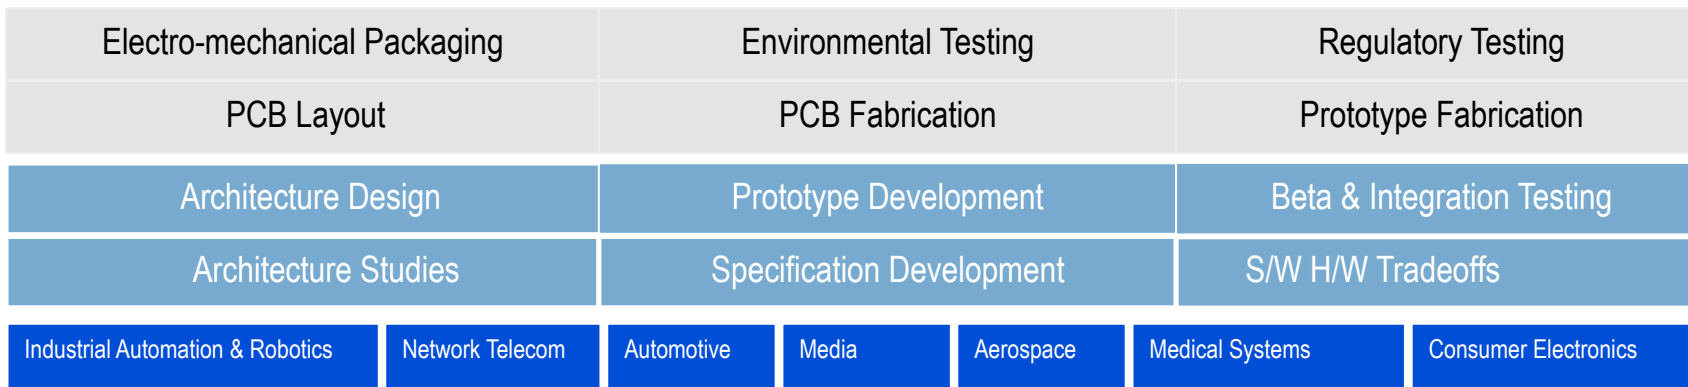 Electro-mechanical Packaging
Environmental Testing
Regulatory Testing
PCB Layout
PCB Fabrication
Prototype Fabrication
Architecture Design
Prototype Development
Beta & Integration Testing
Architecture Studies
Specification Development
S/W H/W Tradeoffs
Industrial Automation & Robotics
Network Telecom
Automotive
Media
Aerospace
Medical Systems
Consumer Electronics